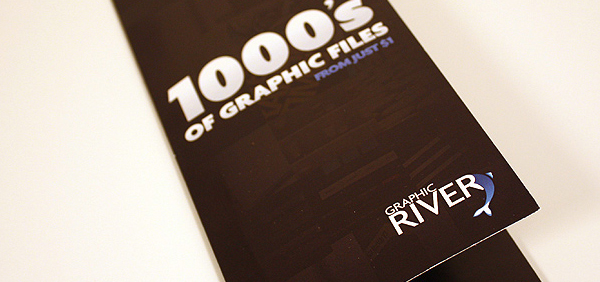 1000's
OF GRAPHIC FILES
FROM JUST $1
GRAPHIC
RIVER